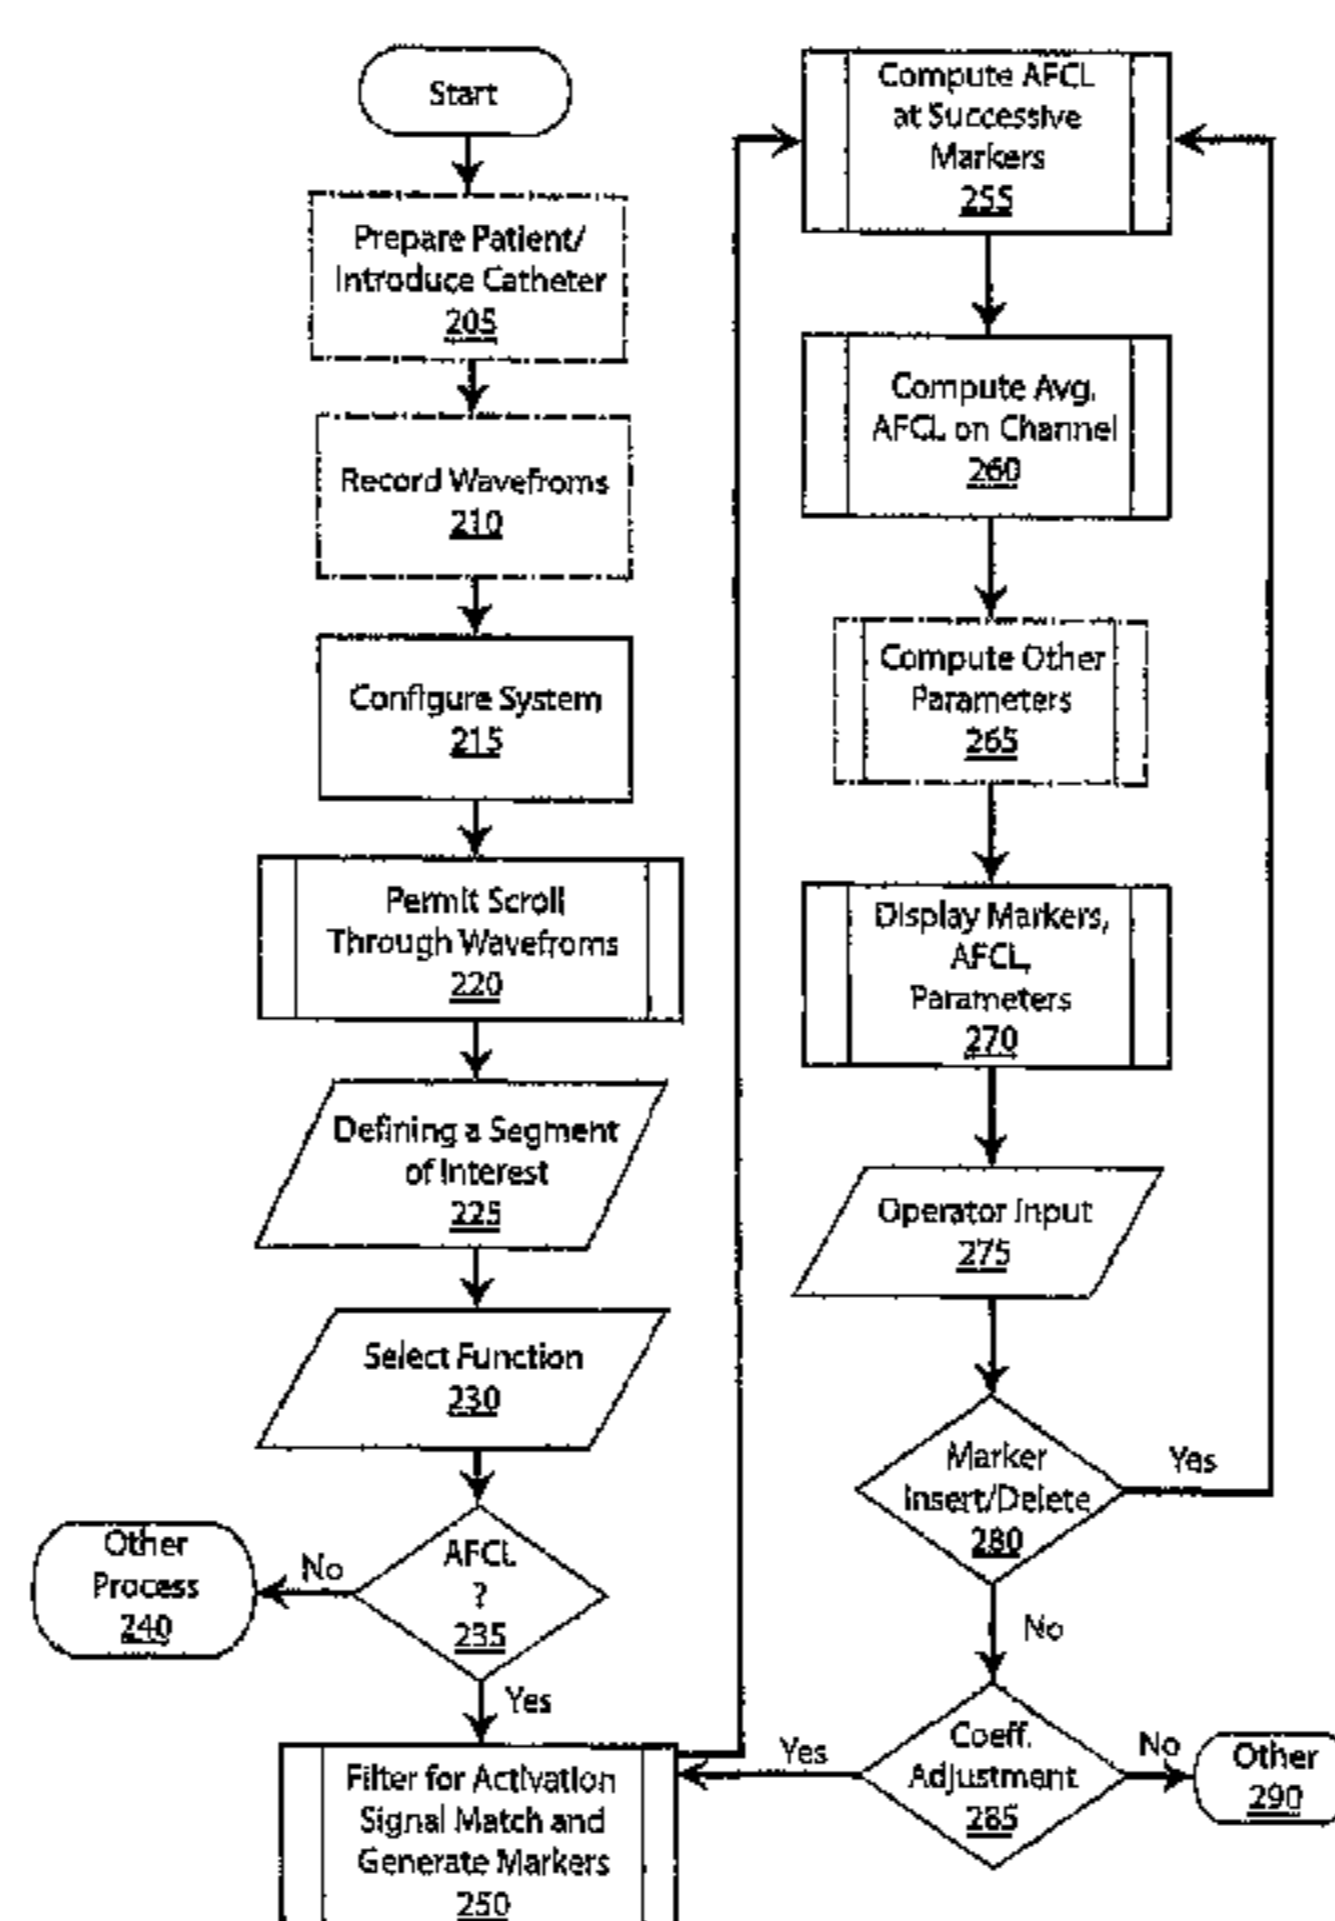 Start
Prepare Patient/
Introduce Catheter
205
Record Wavefroms
210
Configure System
215
Permit Scroll
Through Wavefroms
220
Defining a Segment
of Interest
225
Select Function
230
AFCL
?
235
No
Other
Process
240
Yes
Filter for Activation
Signal Match and
Generate Markers
250
Compute AFCL
at Successive
Markers
255
Compute Avg.
AFCL on Channel
260
Compute Other
Parameters
265
Display Markers,
AFCL,
Parameters
270
Operator Input
275
Marker
Insert/Delete
280
Yes
No
Coeff.
Adjustment
285
Yes
No
Other
290